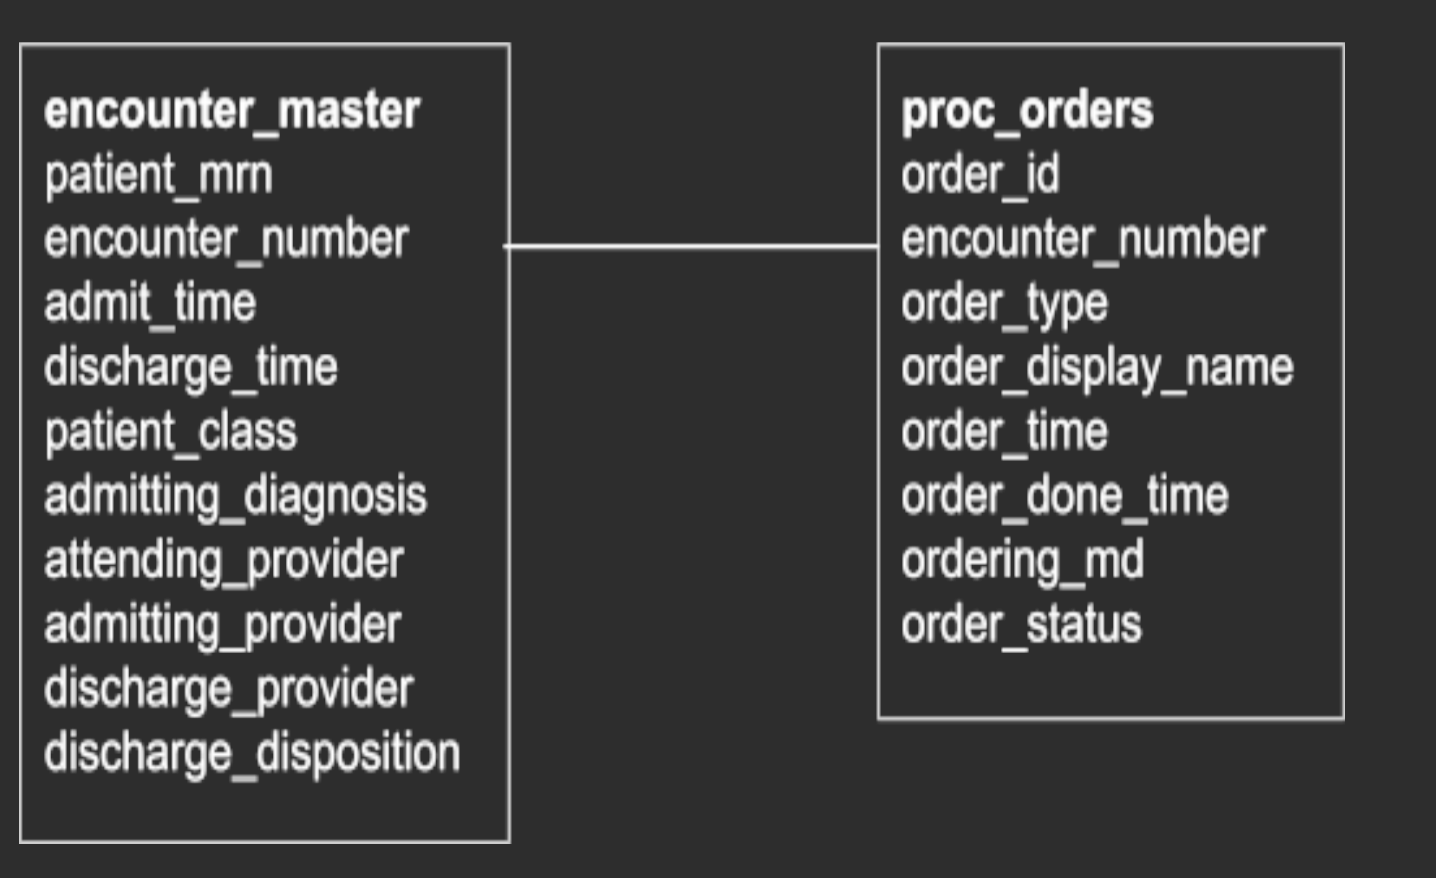 encounter_master
patient_mrn
encounter_number
admit_time
discharge_time
patient_class
admitting_diagnosis
attending_provider
admitting_provider
discharge_provider
discharge_disposition
proc_orders
order_id
encounter_number
order_type
order_display_name
order_time
order_done_time
ordering_md
order_status